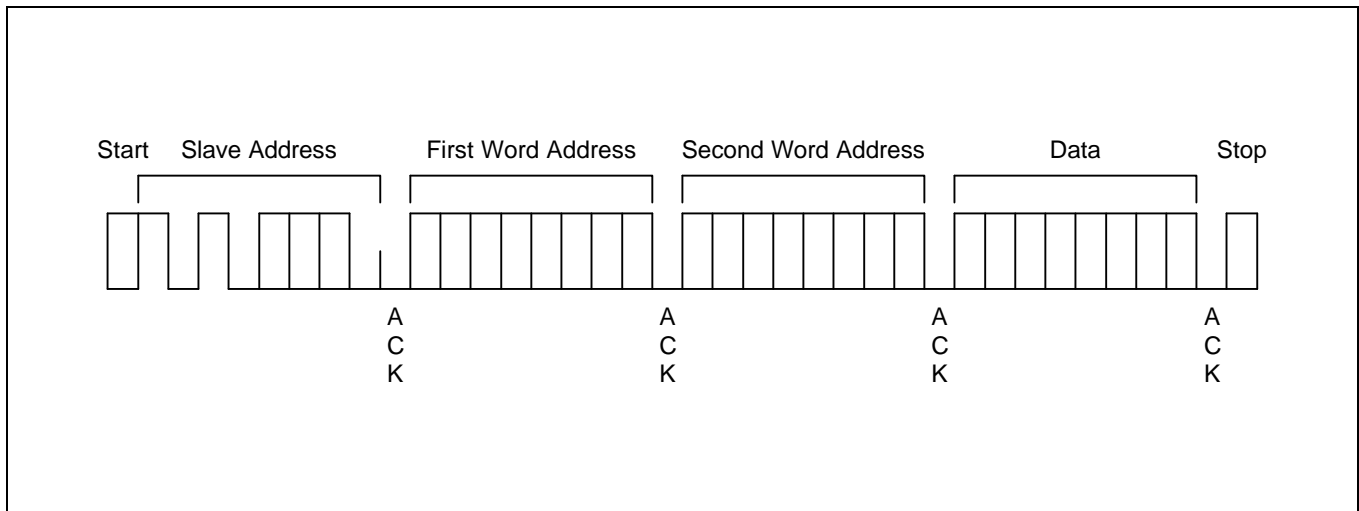 Start Slave Address First Word Address Second Word Address Data Stop
A A A A
C C C C
K K K K